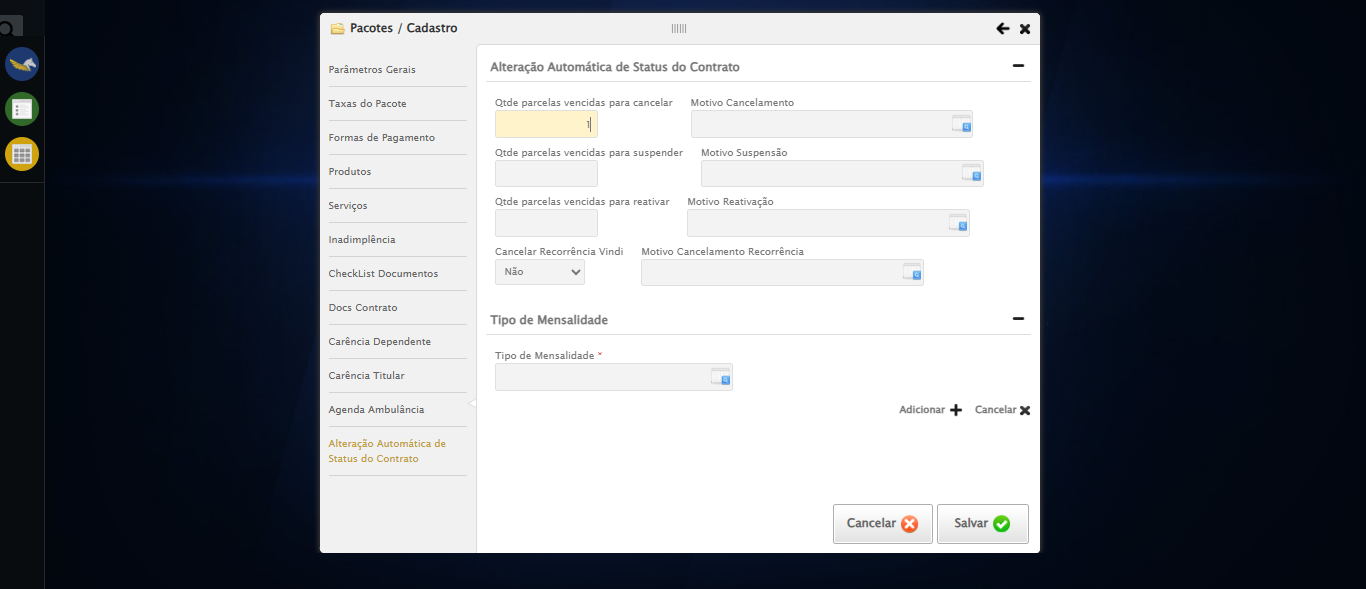 Pacotes / Cadastro
Parâmetros Gerais
Taxas do Pacote
Formas de Pagamento
Produtos
Serviços
Inadimplência
CheckList Documentos
Docs Contrato
Carência Dependente
Carência Titular
Agenda Ambulância
Alteração Automática de
Status do Contrato
Alteração Automática de Status do Contrato
Qtde parcelas vencidas para cancelar Motivo Cancelamento
1
Qtde parcelas vencidas para suspender Motivo Suspensão
Qtde parcelas vencidas para reativar Motivo Reativação
Cancelar Recorrência Vindi Motivo Cancelamento Recorrência
Não
Tipo de Mensalidade
Tipo de Mensalidade *
Adicionar Cancelar
Cancelar Salvar